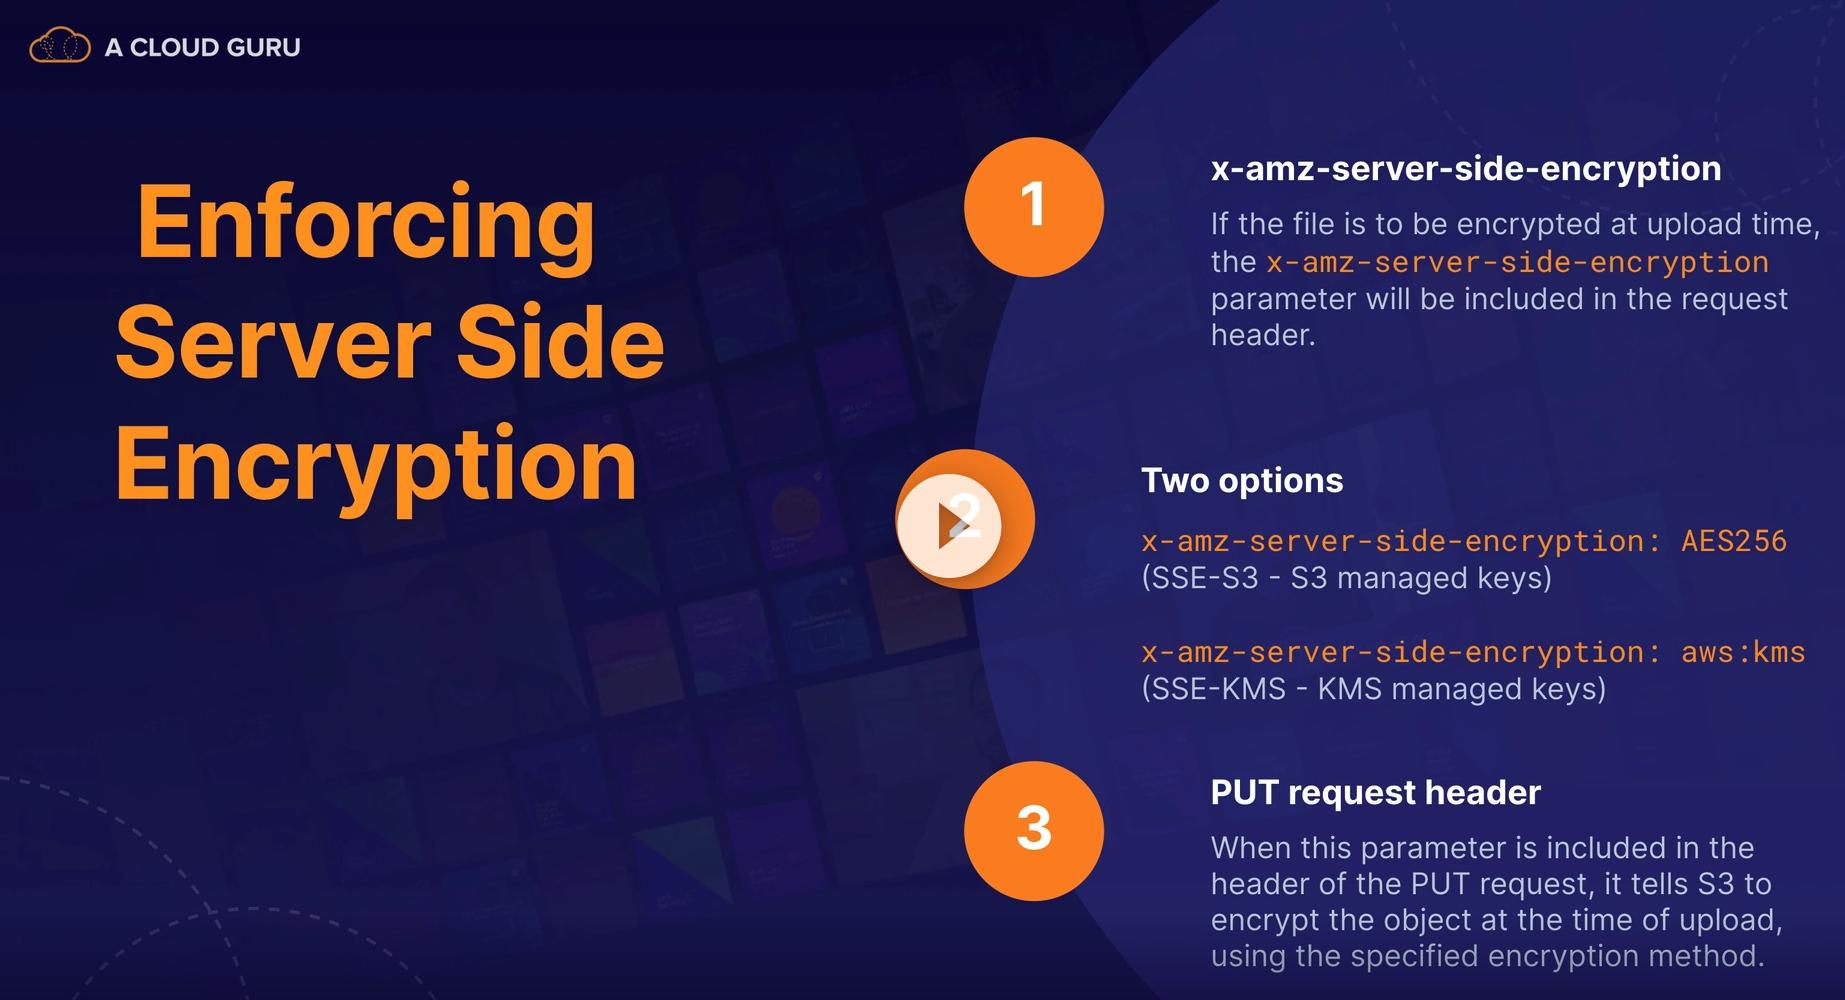 A CLOUD GURU
Enforcing
Server Side
Encryption
1
x-amz-server-side-encryption
If the file is to be encrypted at upload time,
the x-amz-server-side-encryption
parameter will be included in the request
header.
2
Two options
x-amz-server-side-encryption: AES256
(SSE-S3 - S3 managed keys)
x-amz-server-side-encryption: aws:kms
(SSE-KMS - KMS managed keys)
3
PUT request header
When this parameter is included in the
header of the PUT request, it tells S3 to
encrypt the object at the time of upload,
using the specified encryption method.